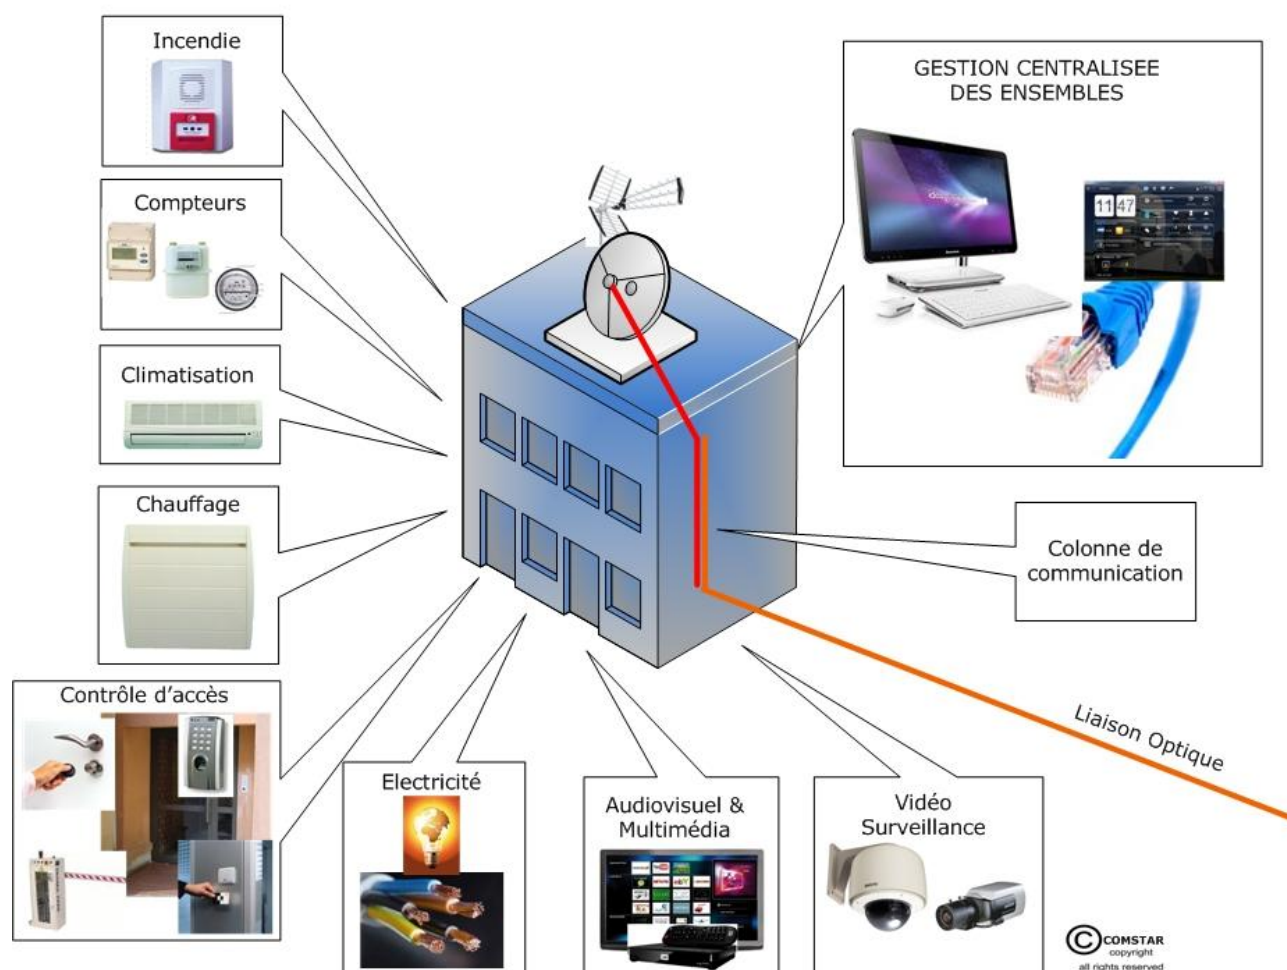 Incendie
GESTION CENTRALISEE
DES ENSEMBLES
Compteurs
11 47
Climatisation
Chauffage
Colonne de
communication
Contrôle d'accès
Liaison Optique
Electricité
Audiovisuel &
Multimédia
Vidéo
Surveillance
© COMSTAR
copyright
all rights reserved